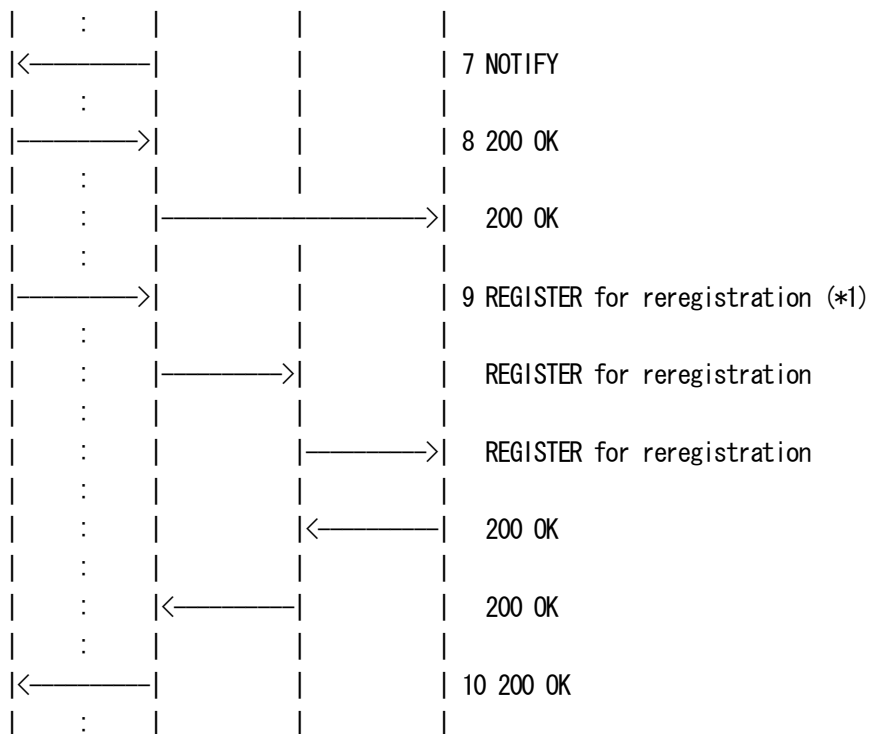 7 NOTIFY
8 200 OK
200 OK
9 REGISTER for reregistration (*1)
REGISTER for reregistration
REGISTER for reregistration
200 OK
200 OK
10 200 OK